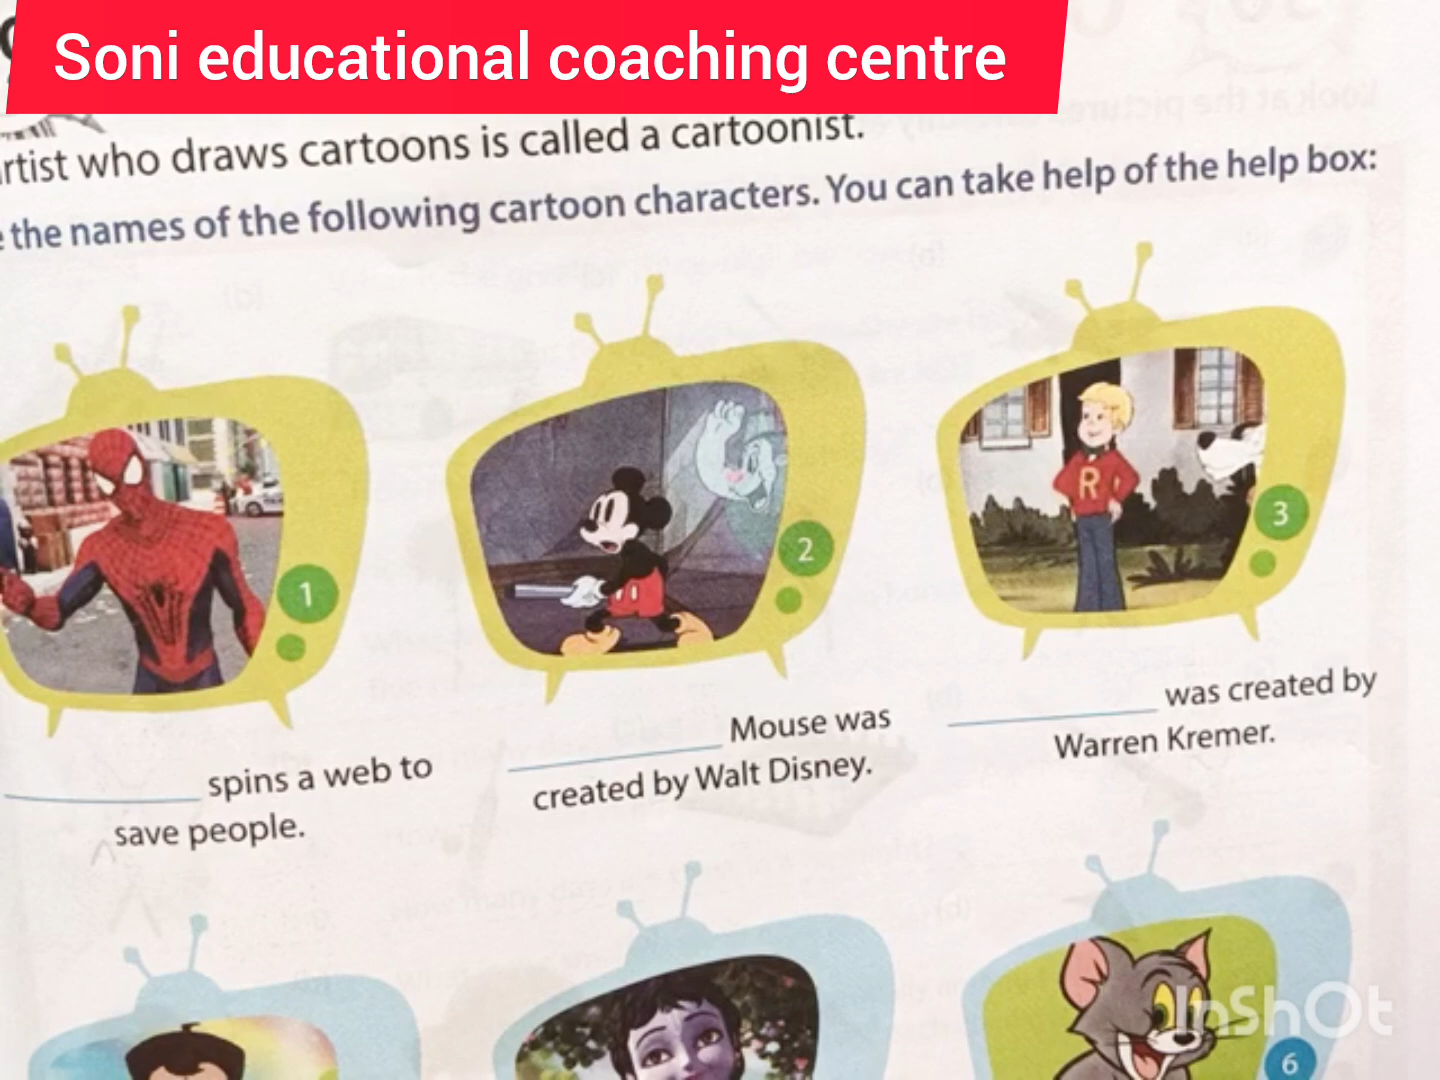 Soni educational coaching centre
rtist who draws cartoons is called a cartoonist.
the names of the following cartoon characters. You can take help of the help box:
R
1
2
3
spins a web to
save people.
Mouse was
created by Walt Disney.
was created by
Warren Kremer.
6
InShOt